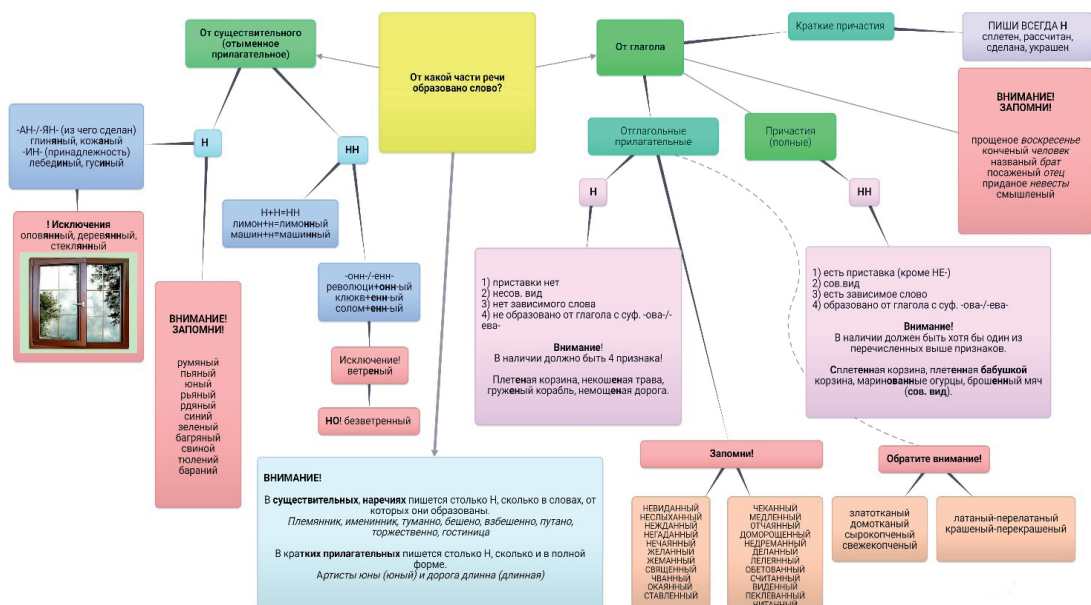 От какой части речи
образовано слово?
От существительного
(отыменное
прилагательное)
Н
-АН-/-ЯН- (из чего сделан)
глиняный, кожаный
-ИН- (принадлежность)
лебединый, гусиный
! Исключения
оловянный, деревянный,
стеклянный
ВНИМАНИЕ!
ЗАПОМНИ!
румяный
пьяный
юный
рьяный
рдяный
синий
зеленый
багряный
свиной
тюлений
бараний
НН
Н+Н=НН
лимон+н=лимонный
машин+н=машинный
-онн-/-енн-
революци+онн-ый
клюкв+енн-ый
солом+енн-ый
Исключение!
ветреный
НО! безветренный
ВНИМАНИЕ!
В существительных, наречиях пишется столько Н, сколько в словах, от
которых они образованы.
Племянник, именинник, туманно, бешено, взбешенно, путано,
торжественно, гостиница
В кратких прилагательных пишется столько Н, сколько и в полной
форме.
Артисты юны (юный) и дорога длинна (длинная)
От глагола
Краткие причастия
ПИШИ ВСЕГДА Н
сплетен, рассчитан,
сделана, украшен
ВНИМАНИЕ!
ЗАПОМНИ!
прощеное воскресенье
конченый человек
названый брат
посаженый отец
приданое невесты
смышленый
Отглагольные
прилагательные
Н
1) приставки нет
2) несов. вид
3) нет зависимого слова
4) не образовано от глагола с суф. -ова-/-
ева-
Внимание!
В наличии должно быть 4 признака!
Плетеная корзина, некошеная трава,
груженый корабль, немощеная дорога.
Причастия
(полные)
НН
1) есть приставка (кроме НЕ-)
2) сов.вид
3) есть зависимое слово
4) образовано от глагола с суф. -ова-/-ева-
Внимание!
В наличии должен быть хотя бы один из
перечисленных выше признаков.
Сплетенная корзина, плетенная бабушкой
корзина, маринованные огурцы, брошенный мяч
(сов. вид).
Запомни!
НЕВИДАННЫЙ
НЕСЛЫХАННЫЙ
НЕЖДАННЫЙ
НЕГАДАННЫЙ
НЕЧАЯННЫЙ
ЖЕЛАННЫЙ
ЖЕМАННЫЙ
СВЯЩЕННЫЙ
ЧВАННЫЙ
ОКАЯННЫЙ
СТАВЛЕННЫЙ
ЧЕКАННЫЙ
МЕДЛЕННЫЙ
ОТЧАЯННЫЙ
ДОМОРОЩЕННЫЙ
НЕДРЕМАННЫЙ
ДЕЛАННЫЙ
ЛЕЛЕЯННЫЙ
ОБЕТОВАННЫЙ
СЧИТАННЫЙ
ВИДЕННЫЙ
ПЕКЛЕВАННЫЙ
ЧИТАННЫЙ
Обратите внимание!
златотканый
домотканый
сырокопченый
свежекопченый
латаный-перелатаный
крашеный-перекрашеный